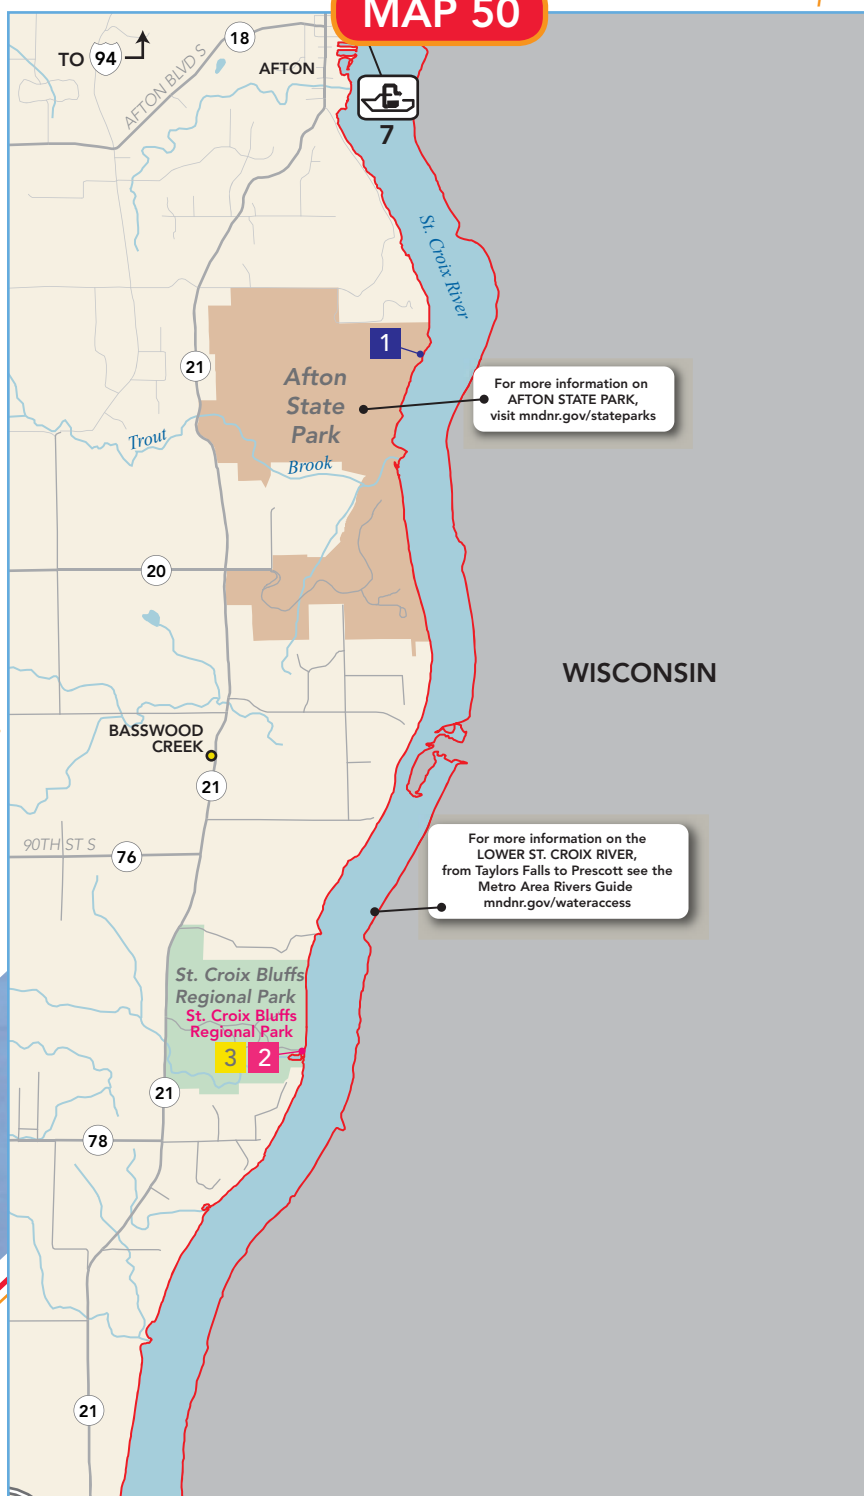 MAP 50
18
TO 94
AFTON BLVD S
AFTON
7
St. Croix River
1
21
Afton
State
Park
For more information on
AFTON STATE PARK,
visit mndnr.gov/stateparks
Trout
Brook
20
WISCONSIN
BASSWOOD
CREEK
21
90TH ST S
76
For more information on the
LOWER ST. CROIX RIVER,
from Taylors Falls to Prescott see the
Metro Area Rivers Guide
mndnr.gov/wateraccess
St. Croix Bluffs
Regional Park
St. Croix Bluffs
Regional Park
3 2
21
78
21